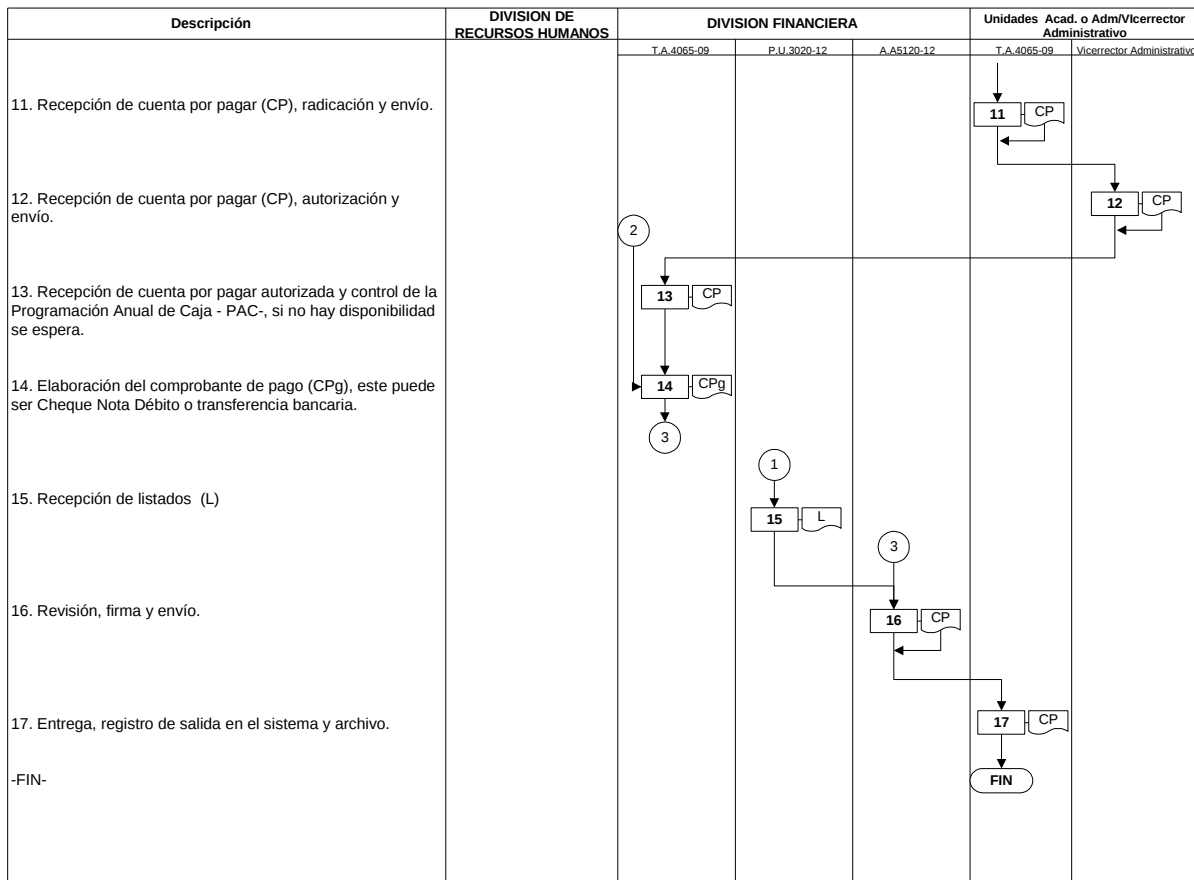 Descripción
DIVISION DE
RECURSOS HUMANOS
DIVISION FINANCIERA
Unidades Acad. o Adm/VIcerrector
Administrativo
T.A.4065-09
P.U.3020-12
A.A5120-12
T.A.4065-09
Vicerrector Administrativo
11. Recepción de cuenta por pagar (CP), radicación y envío.
11
CP
12. Recepción de cuenta por pagar (CP), autorización y
envío.
12
CP
2
13. Recepción de cuenta por pagar autorizada y control de la
Programación Anual de Caja - PAC-, si no hay disponibilidad
se espera.
13
CP
14. Elaboración del comprobante de pago (CPg), este puede
ser Cheque Nota Débito o transferencia bancaria.
14
CPg
3
1
15. Recepción de listados (L)
15
L
3
16. Revisión, firma y envío.
16
CP
17. Entrega, registro de salida en el sistema y archivo.
17
CP
-FIN-
FIN